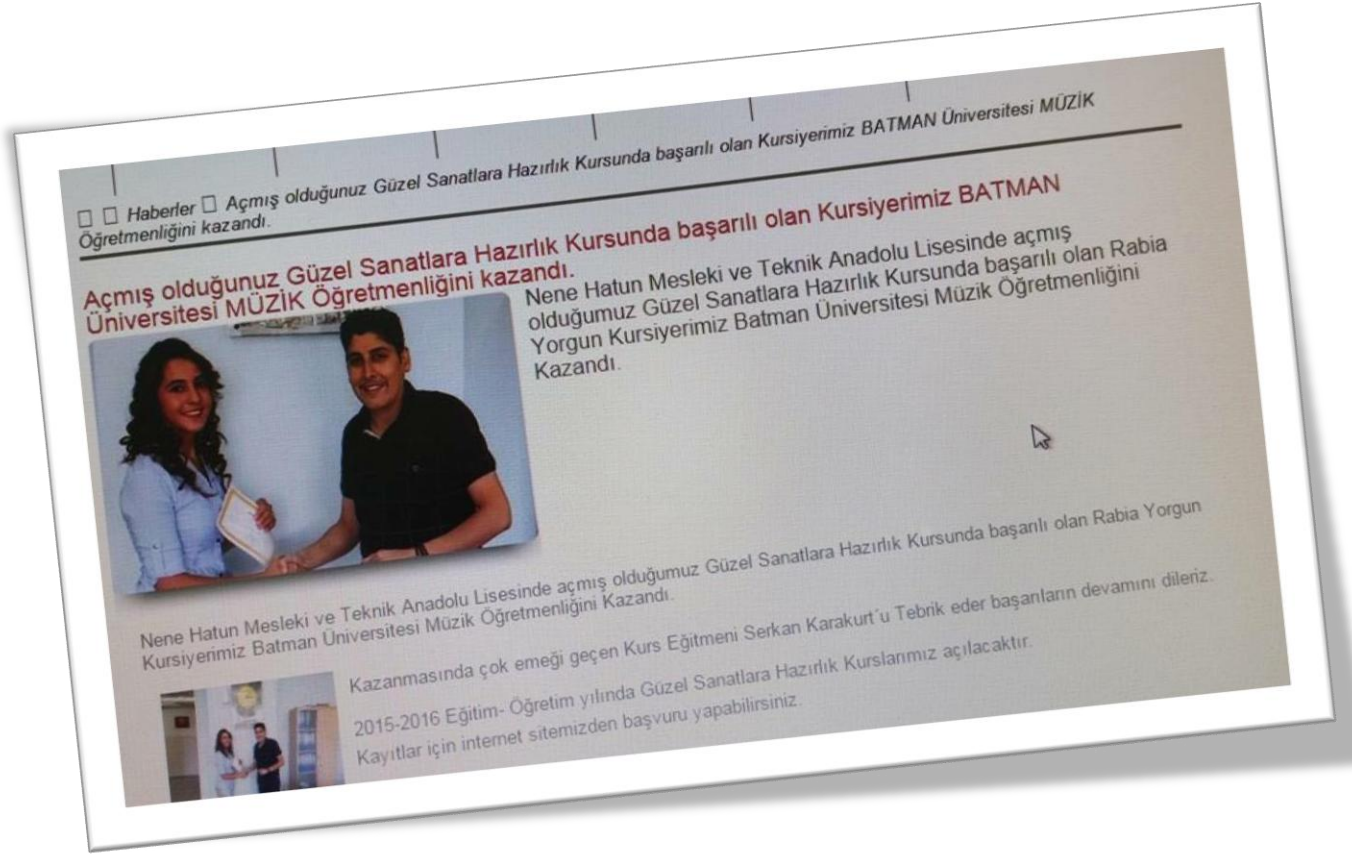 Haberler Açmış olduğunuz Güzel Sanatlara Hazırlık Kursunda başarılı olan Kursiyerimiz BATMAN Üniversitesi MÜZİK
Öğretmenliğini kazandı.
Açmış olduğunuz Güzel Sanatlara Hazırlık Kursunda başarılı olan Kursiyerimiz BATMAN
Üniversitesi MÜZİK Öğretmenliğini kazandı.
Nene Hatun Mesleki ve Teknik Anadolu Lisesinde açmış
olduğumuz Güzel Sanatlara Hazırlık Kursunda başarılı olan Rabia
Yorgun Kursiyerimiz Batman Üniversitesi Müzik Öğretmenliğini
Kazandı.
Nene Hatun Mesleki ve Teknik Anadolu Lisesinde açmış olduğumuz Güzel Sanatlara Hazırlık Kursunda başarılı olan Rabia Yorgun
Kursiyerimiz Batman Üniversitesi Müzik Öğretmenliğini Kazandı.
Kazanmasında çok emeği geçen Kurs Eğitmeni Serkan Karakurt´u Tebrik eder başarıların devamını dileriz.
2015-2016 Eğitim- Öğretim yılında Güzel Sanatlara Hazırlık Kurslarımız açılacaktır.
Kayıtlar için internet sitemizden başvuru yapabilirsiniz.